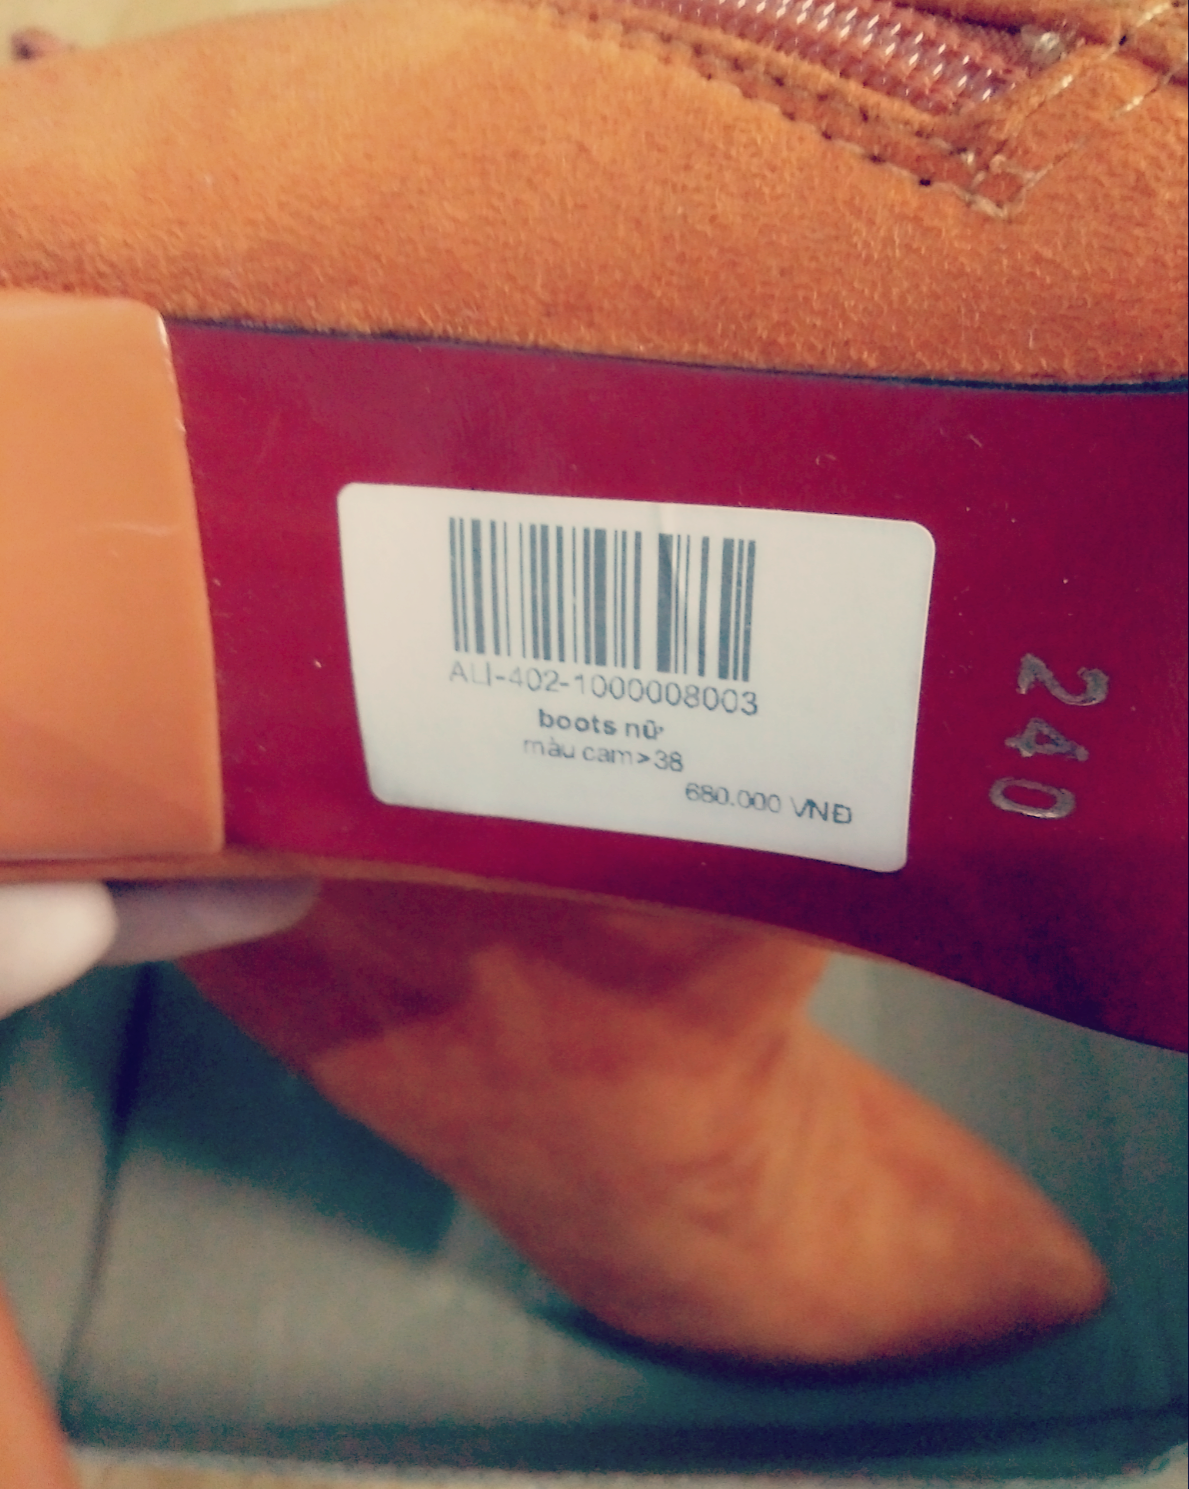 ALI-402-1000008003
boots nữ
màu cam>38
680.000 VNĐ
240